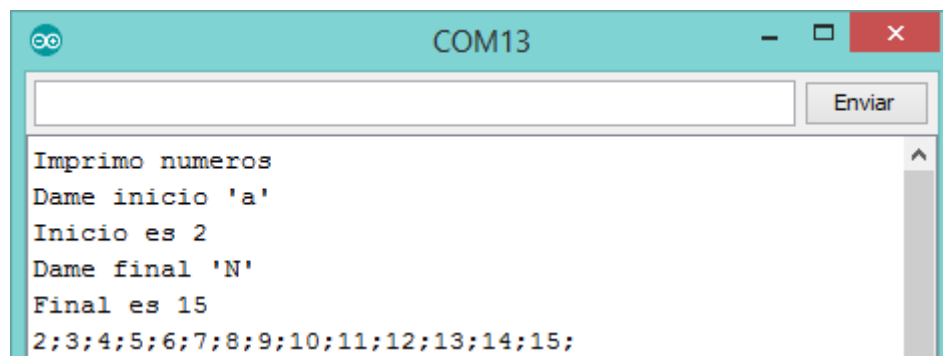 COM13
Enviar
Imprimo numeros
Dame inicio 'a'
Inicio es 2
Dame final 'N'
Final es 15
2;3;4;5;6;7;8;9;10;11;12;13;14;15;